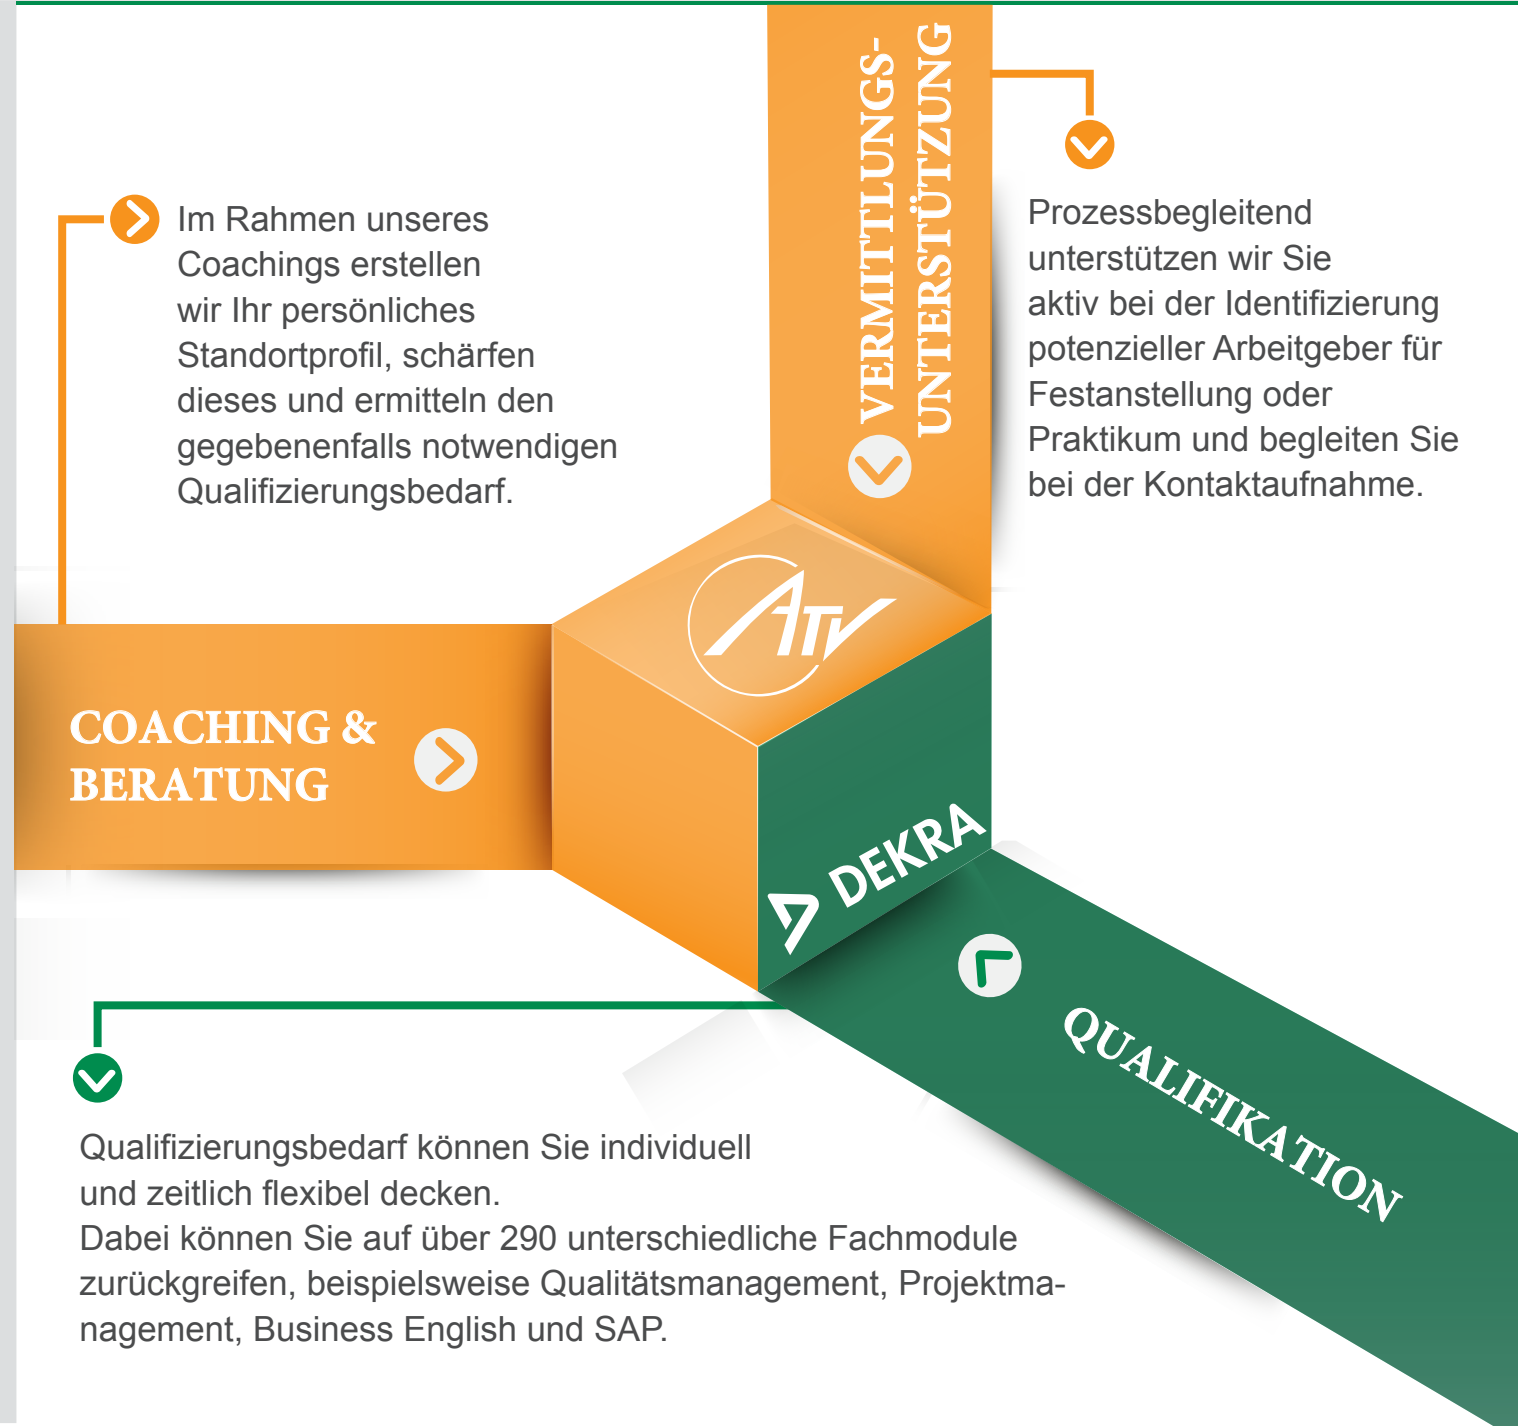 VERMITTLUNGS-
UNTERSTÜTZUNG
Im Rahmen unseres
Coachings erstellen
wir Ihr persönliches
Standortprofil, schärfen
dieses und ermitteln den
gegebenenfalls notwendigen
Qualifizierungsbedarf.
Prozessbegleitend
unterstützen wir Sie
aktiv bei der Identifizierung
potenzieller Arbeitgeber für
Festanstellung oder
Praktikum und begleiten Sie
bei der Kontaktaufnahme.
ATV
COACHING &
BERATUNG
DEKRA
QUALIFIKATION
Qualifizierungsbedarf können Sie individuell
und zeitlich flexibel decken.
Dabei können Sie auf über 290 unterschiedliche Fachmodule
zurückgreifen, beispielsweise Qualitätsmanagement, Projektma-
nagement, Business English und SAP.